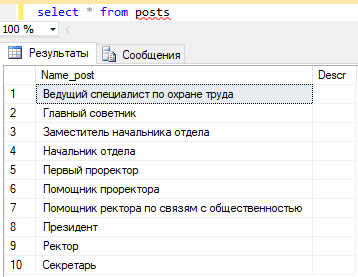 select * from posts
100 %
Результаты Сообщения
Name_post Descr
1 Ведущий специалист по охране труда
2 Главный советник
3 Заместитель начальника отдела
4 Начальник отдела
5 Первый проректор
6 Помощник проректора
7 Помощник ректора по связям с общественностью
8 Президент
9 Ректор
10 Секретарь